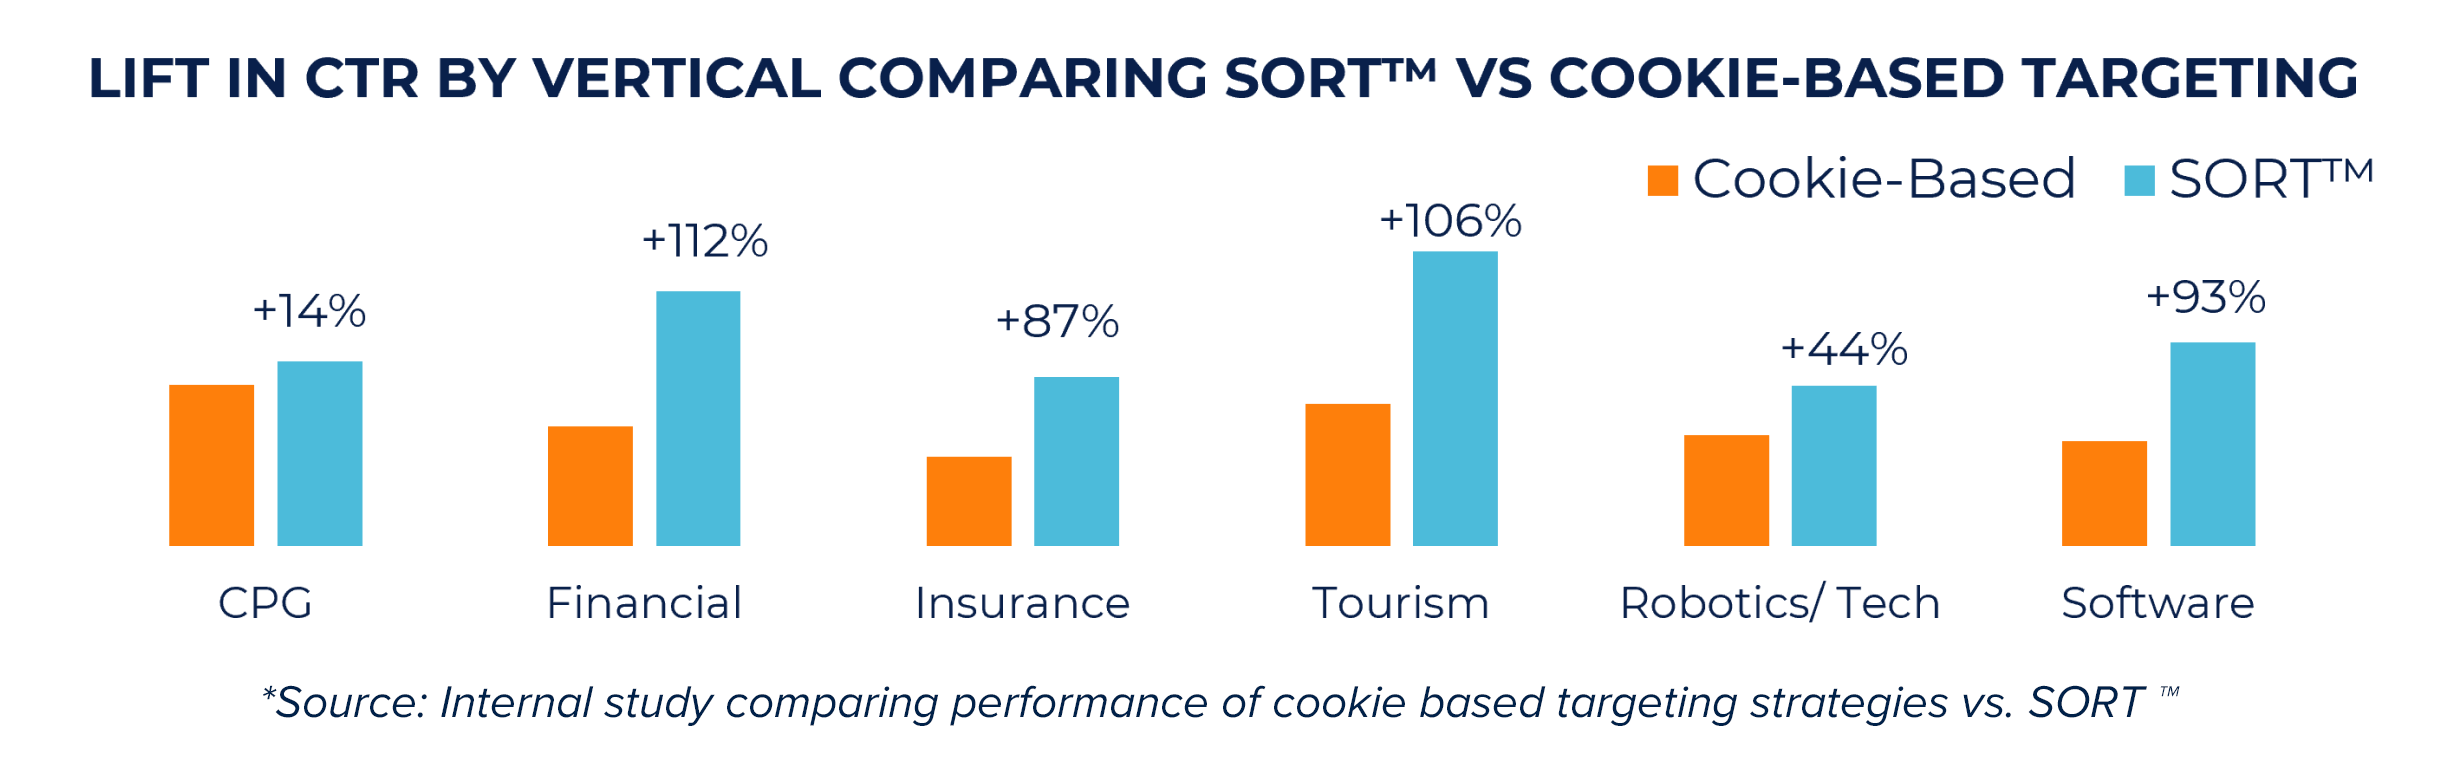 LIFT IN CTR BY VERTICAL COMPARING SORT™ VS COOKIE-BASED TARGETING
Cookie-Based SORT™
+14% +112% +87% +106% +44% +93%
CPG Financial Insurance Tourism Robotics/ Tech Software
*Source: Internal study comparing performance of cookie based targeting strategies vs. SORT ™